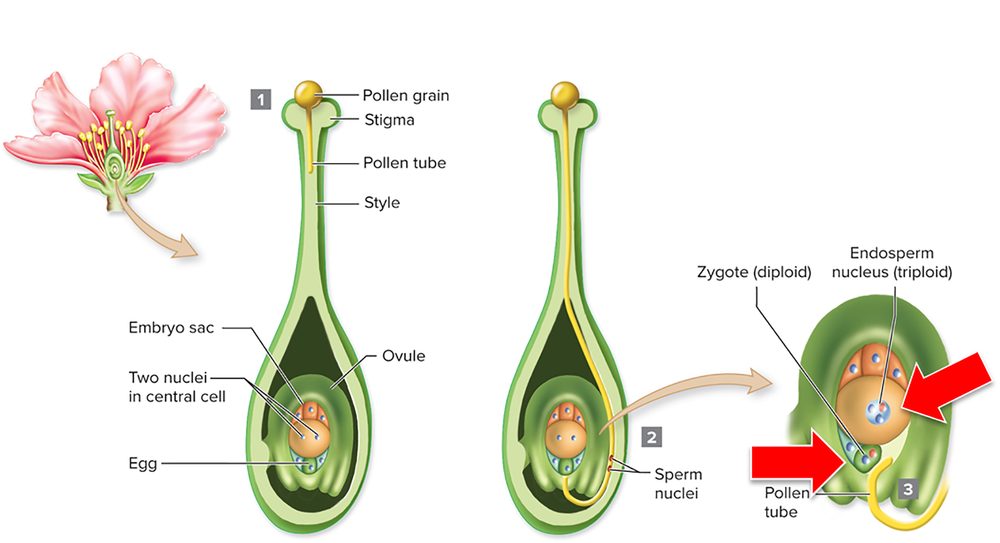 1
Pollen grain
Stigma
Pollen tube
Style
Embryo sac
Ovule
Two nuclei
in central cell
Egg
2
Sperm
nuclei
Zygote (diploid)
Endosperm
nucleus (triploid)
Pollen
tube
3